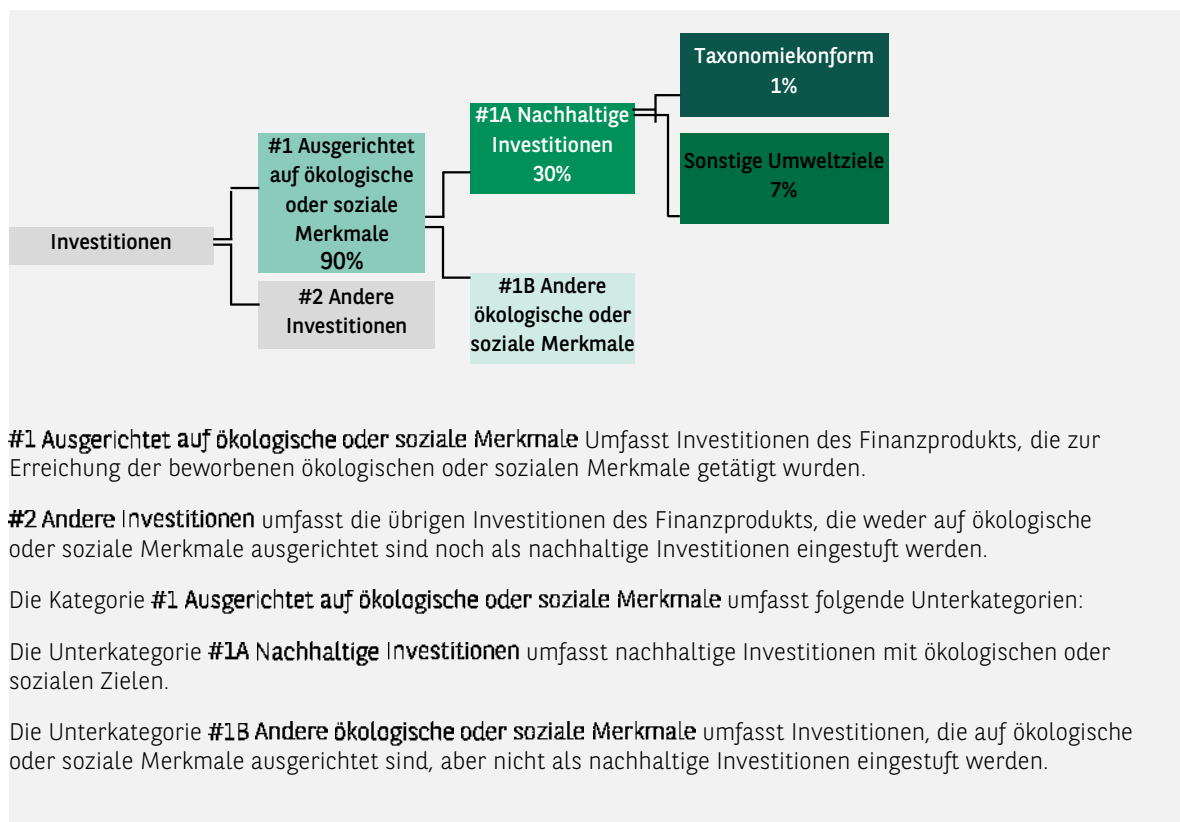 Taxonomiekonform
1%
#1A Nachhaltige
Investitionen
30%
Sonstige Umweltziele
7%
#1 Ausgerichtet
auf ökologische
oder soziale
Merkmale
90%
Investitionen
#2 Andere
Investitionen
#1B Andere
ökologische oder
soziale Merkmale
#1 Ausgerichtet auf ökologische oder soziale Merkmale Umfasst Investitionen des Finanzprodukts, die zur
Erreichung der beworbenen ökologischen oder sozialen Merkmale getätigt wurden.
#2 Andere Investitionen umfasst die übrigen Investitionen des Finanzprodukts, die weder auf ökologische
oder soziale Merkmale ausgerichtet sind noch als nachhaltige Investitionen eingestuft werden.
Die Kategorie #1 Ausgerichtet auf ökologische oder soziale Merkmale umfasst folgende Unterkategorien:
Die Unterkategorie #1A Nachhaltige Investitionen umfasst nachhaltige Investitionen mit ökologischen oder
sozialen Zielen.
Die Unterkategorie #1B Andere ökologische oder soziale Merkmale umfasst Investitionen, die auf ökologische
oder soziale Merkmale ausgerichtet sind, aber nicht als nachhaltige Investitionen eingestuft werden.